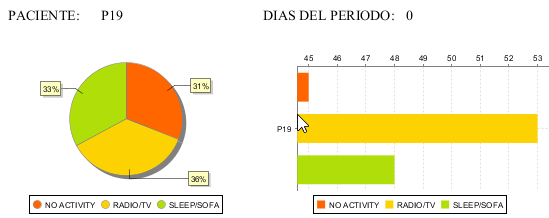 PACIENTE: P19
DIAS DEL PERIODO: 0
33%
31%
36%
NO ACTIVITY RADIO/TV SLEEP/SOFA
45 46 47 48 49 50 51 52 53
P19
NO ACTIVITY RADIO/TV SLEEP/SOFA